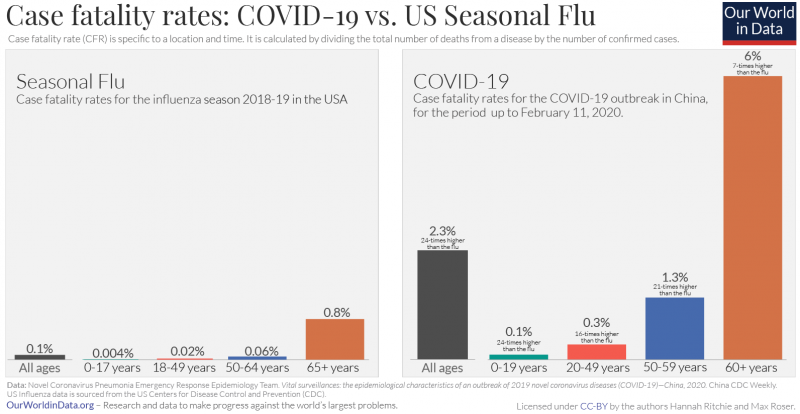 Case fatality rates: COVID-19 vs. US Seasonal Flu
Our World
in Data
Case fatality rate (CFR) is specific to a location and time. It is calculated by dividing the total number of deaths from a disease by the number of confirmed cases.
Seasonal Flu
Case fatality rates for the influenza season 2018-19 in the USA
0.1%
0.004%
0.02%
0.06%
0.8%
All ages
0-17 years
18-49 years
50-64 years
65+ years
COVID-19
Case fatality rates for the COVID-19 outbreak in China,
for the period up to February 11, 2020.
2.3%
24-times higher
than the flu
0.1%
24-times higher
than the flu
0.3%
16-times higher
than the flu
1.3%
21-times higher
than the flu
6%
7-times higher
than the flu
All ages
0-19 years
20-49 years
50-59 years
60+ years
Data: Novel Coronavirus Pneumonia Emergency Response Epidemiology Team. Vital surveillances: the epidemiological characteristics of an outbreak of 2019 novel coronavirus diseases (COVID-19)—China, 2020. China CDC Weekly.
US Influenza data is sourced from the US Centers for Disease Control and Prevention (CDC).
OurWorldinData.org – Research and data to make progress against the world's largest problems.
Licensed under CC-BY by the authors Hannah Ritchie and Max Roser.